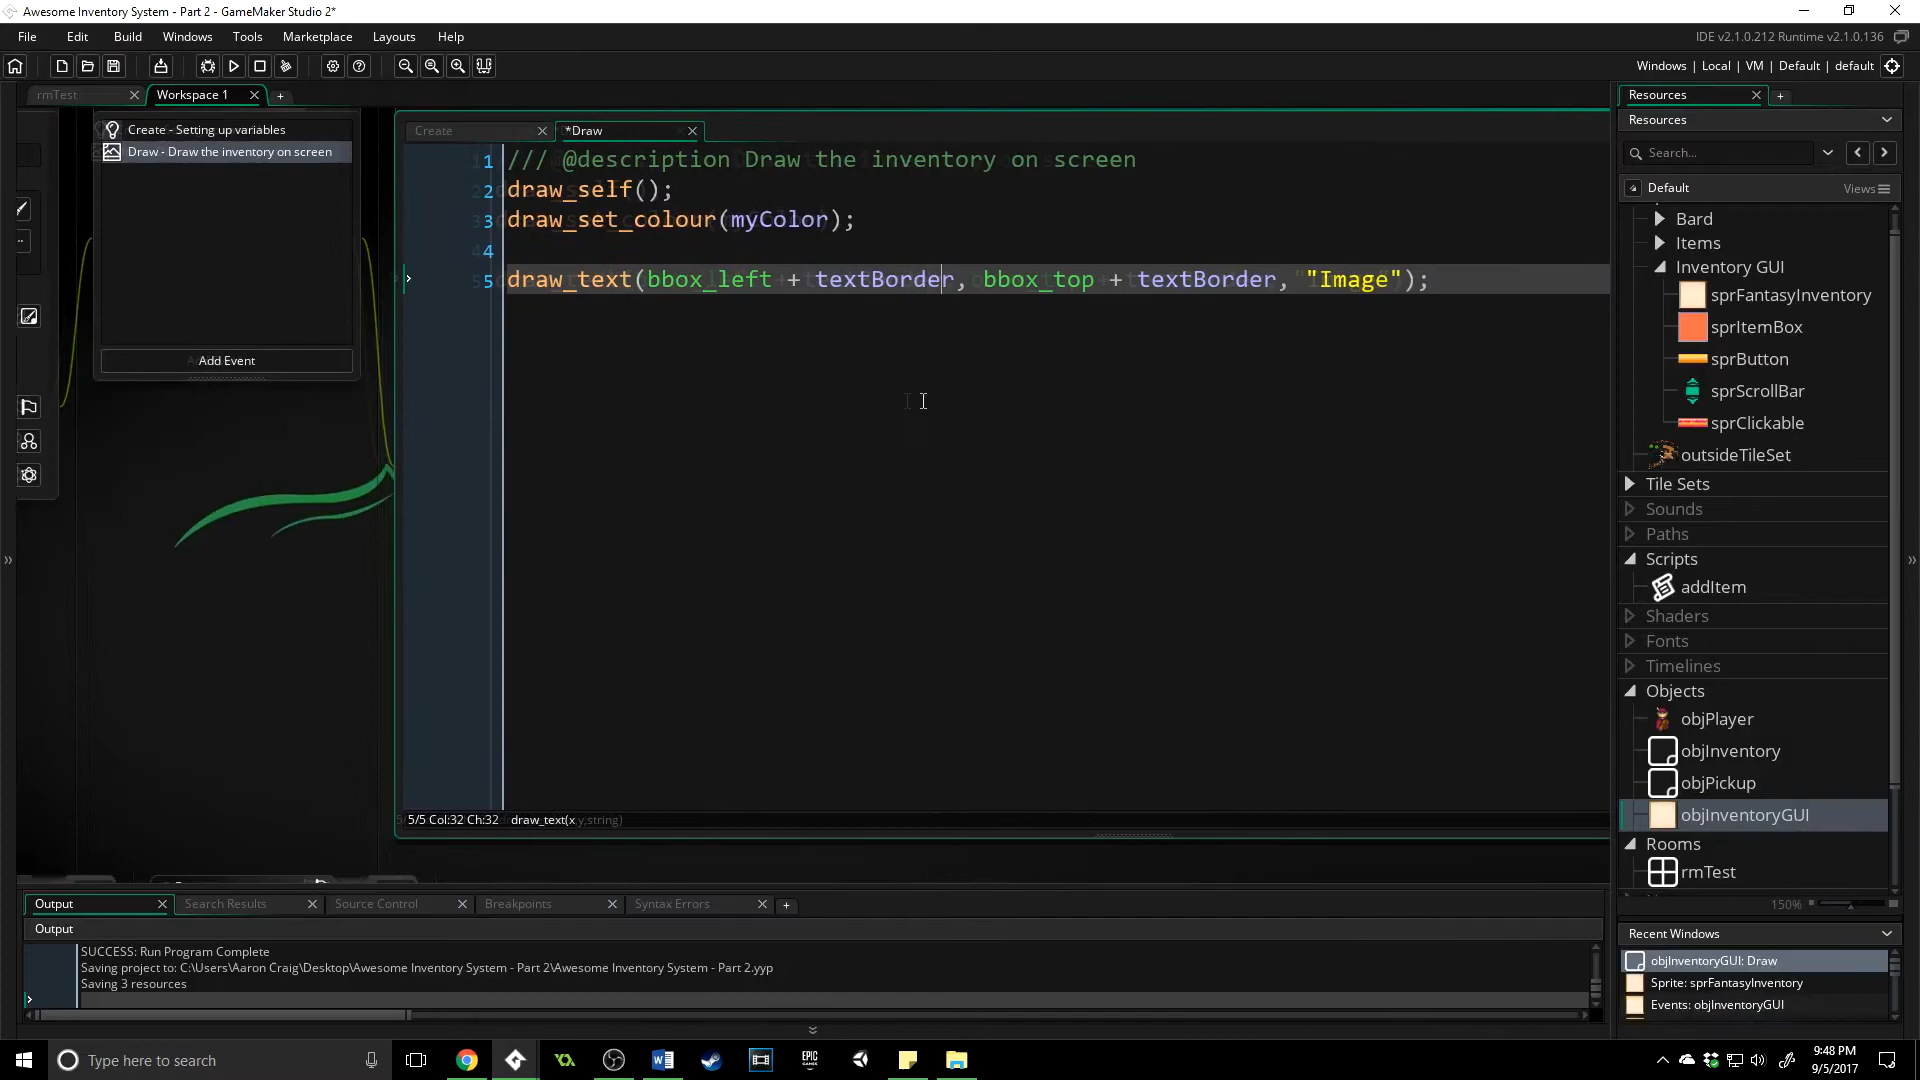 Awesome Inventory System - Part 2 - GameMaker Studio 2*
File Edit Build Windows Tools Marketplace Layouts Help
IDE v2.1.0.212 Runtime v2.1.0.136
Windows | Local | VM | Default | default
rmTest
Workspace 1
Create - Setting up variables
Draw - Draw the inventory on screen
Add Event
Create
*Draw
1 /// @description Draw the inventory on screen
2 draw_self();
3 draw_set_colour(myColor);
4
5 draw_text(bbox_left + textBorder, bbox_top + textBorder, "Image");
5/5 Col:32 Ch:32 draw_text(x,y,string)
Resources
Resources
Search...
Default
Views
Bard
Items
Inventory GUI
sprFantasyInventory
sprItemBox
sprButton
sprScrollBar
sprClickable
outsideTileSet
Tile Sets
Sounds
Paths
Scripts
addItem
Shaders
Fonts
Timelines
Objects
objPlayer
objInventory
objPickup
objInventoryGUI
Rooms
rmTest
150%
Recent Windows
objInventoryGUI: Draw
Sprite: sprFantasyInventory
Events: objInventoryGUI
Output
Search Results
Source Control
Breakpoints
Syntax Errors
Output
SUCCESS: Run Program Complete
Saving project to: C:\Users\Aaron Craig\Desktop\Awesome Inventory System - Part 2\Awesome Inventory System - Part 2.yyp
Saving 3 resources
Type here to search
EPIC GAMES
9:48 PM
9/5/2017